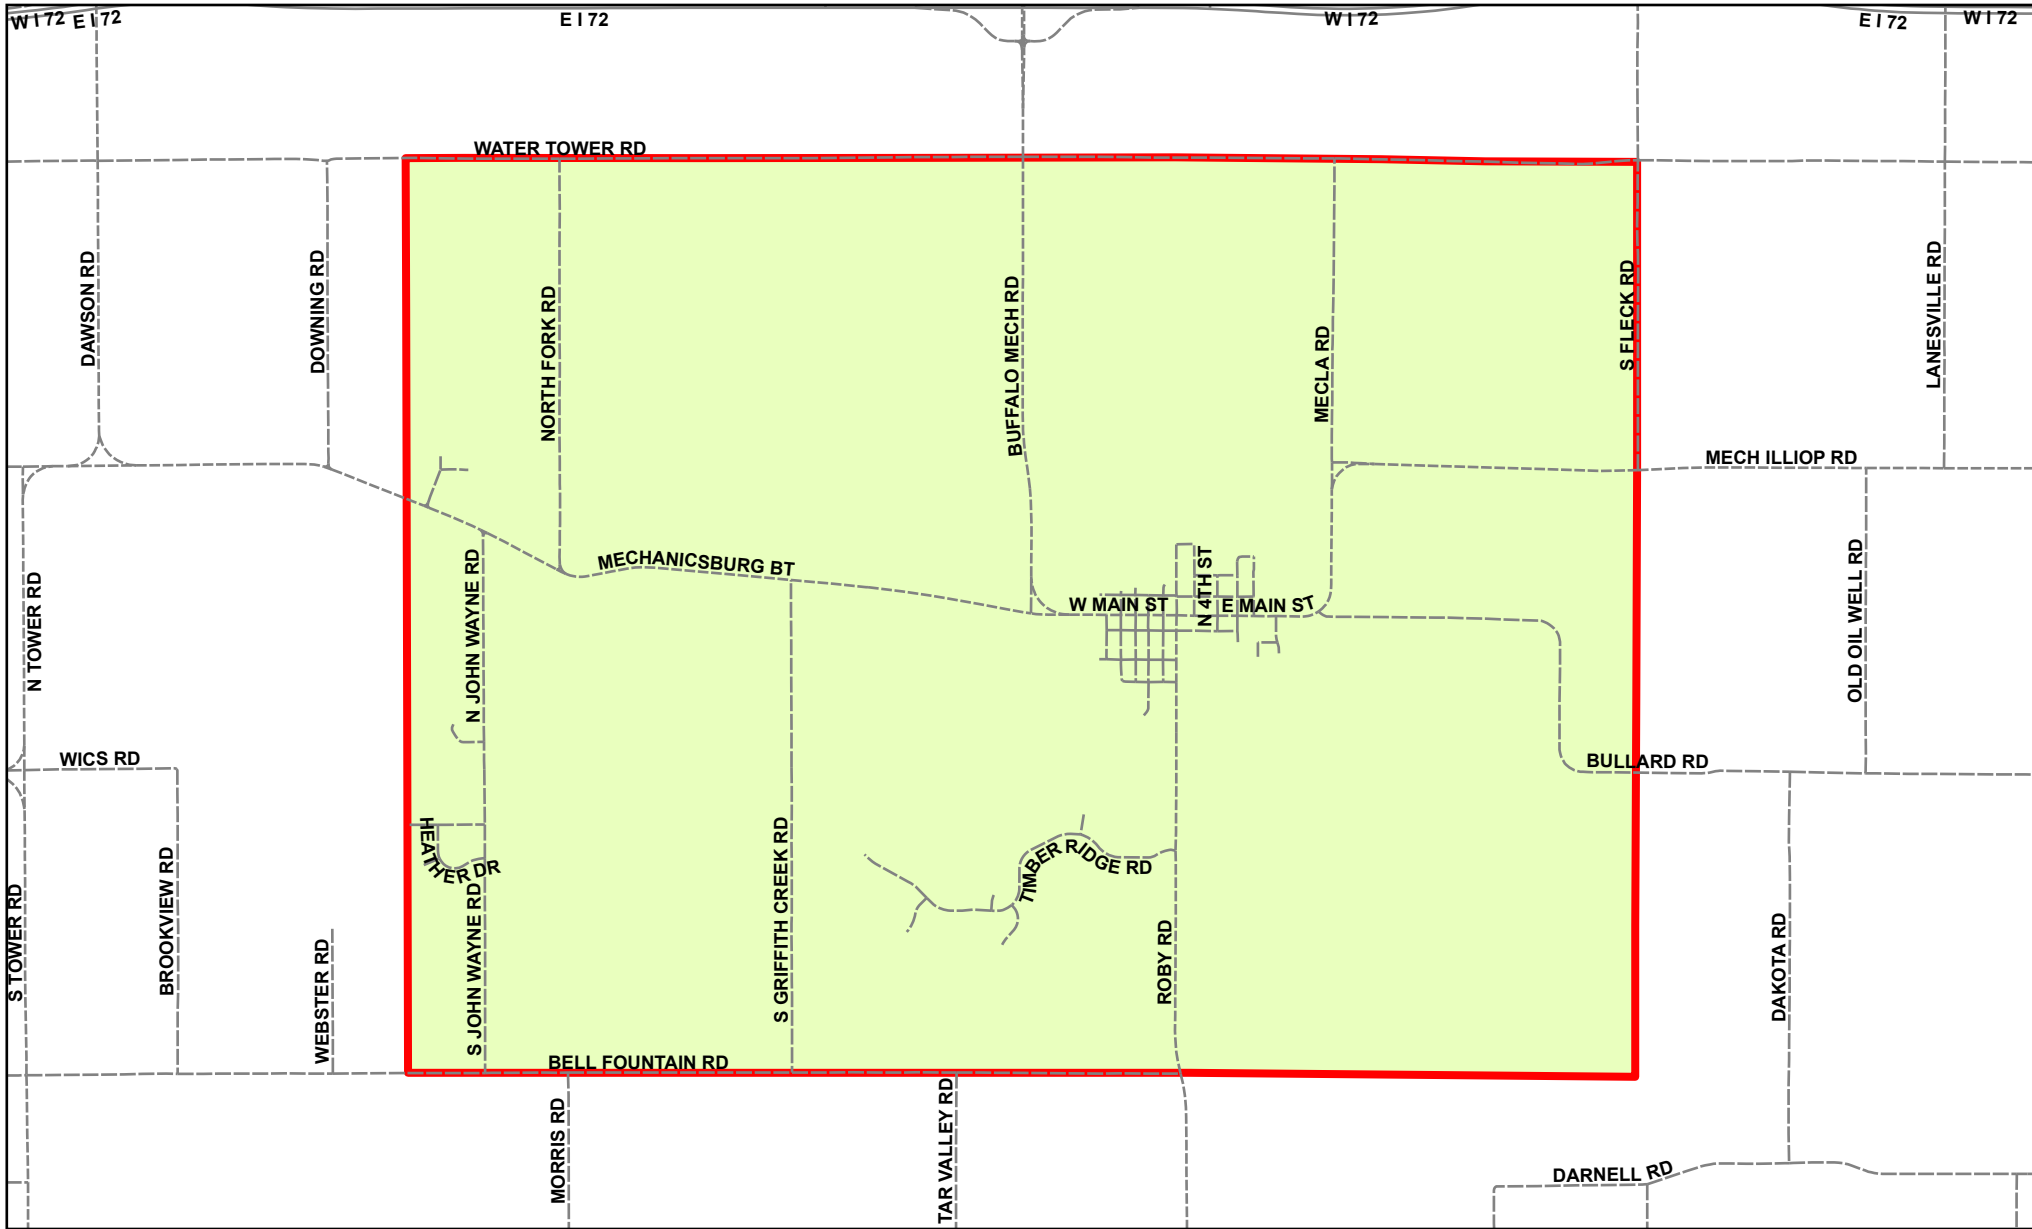 W I 72
E I 72
E I 72
W I 72
E I 72
W I 72
WATER TOWER RD
DAWSON RD
DOWNING RD
NORTH FORK RD
BUFFALO MECH RD
MECLA RD
S FLECK RD
LANESVILLE RD
MECH ILLIOP RD
MECHANICSBURG BT
N TOWER RD
N JOHN WAYNE RD
W MAIN ST
N 4TH ST
E MAIN ST
OLD OIL WELL RD
WICS RD
BULLARD RD
HEATHER DR
TIMBER RIDGE RD
S TOWER RD
BROOKVIEW RD
WEBSTER RD
S JOHN WAYNE RD
S GRIFFITH CREEK RD
ROBY RD
DAKOTA RD
BELL FOUNTAIN RD
MORRIS RD
TAR VALLEY RD
DARNELL RD